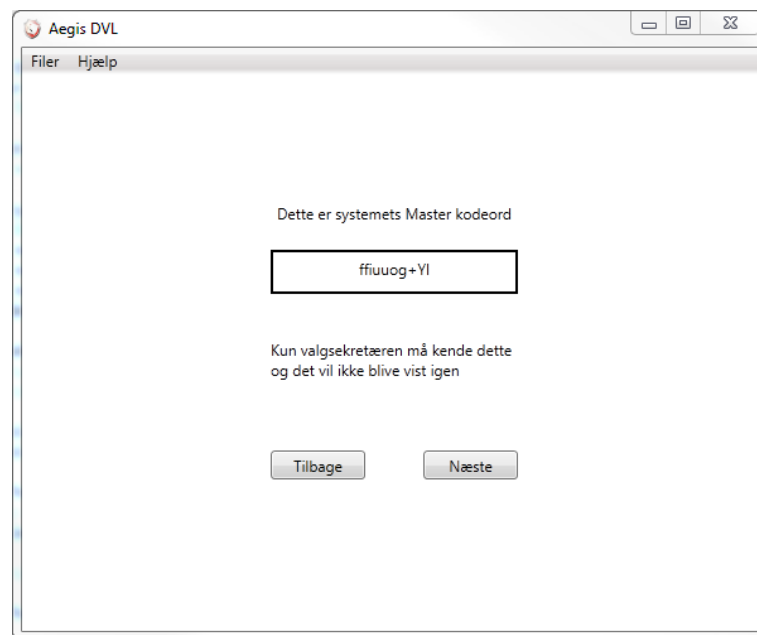 Aegis DVL
Filer Hjælp
Dette er systemets Master kodeord
ffiuuog+YI
Kun valgsekretæren må kende dette
og det vil ikke blive vist igen
Tilbage Næste